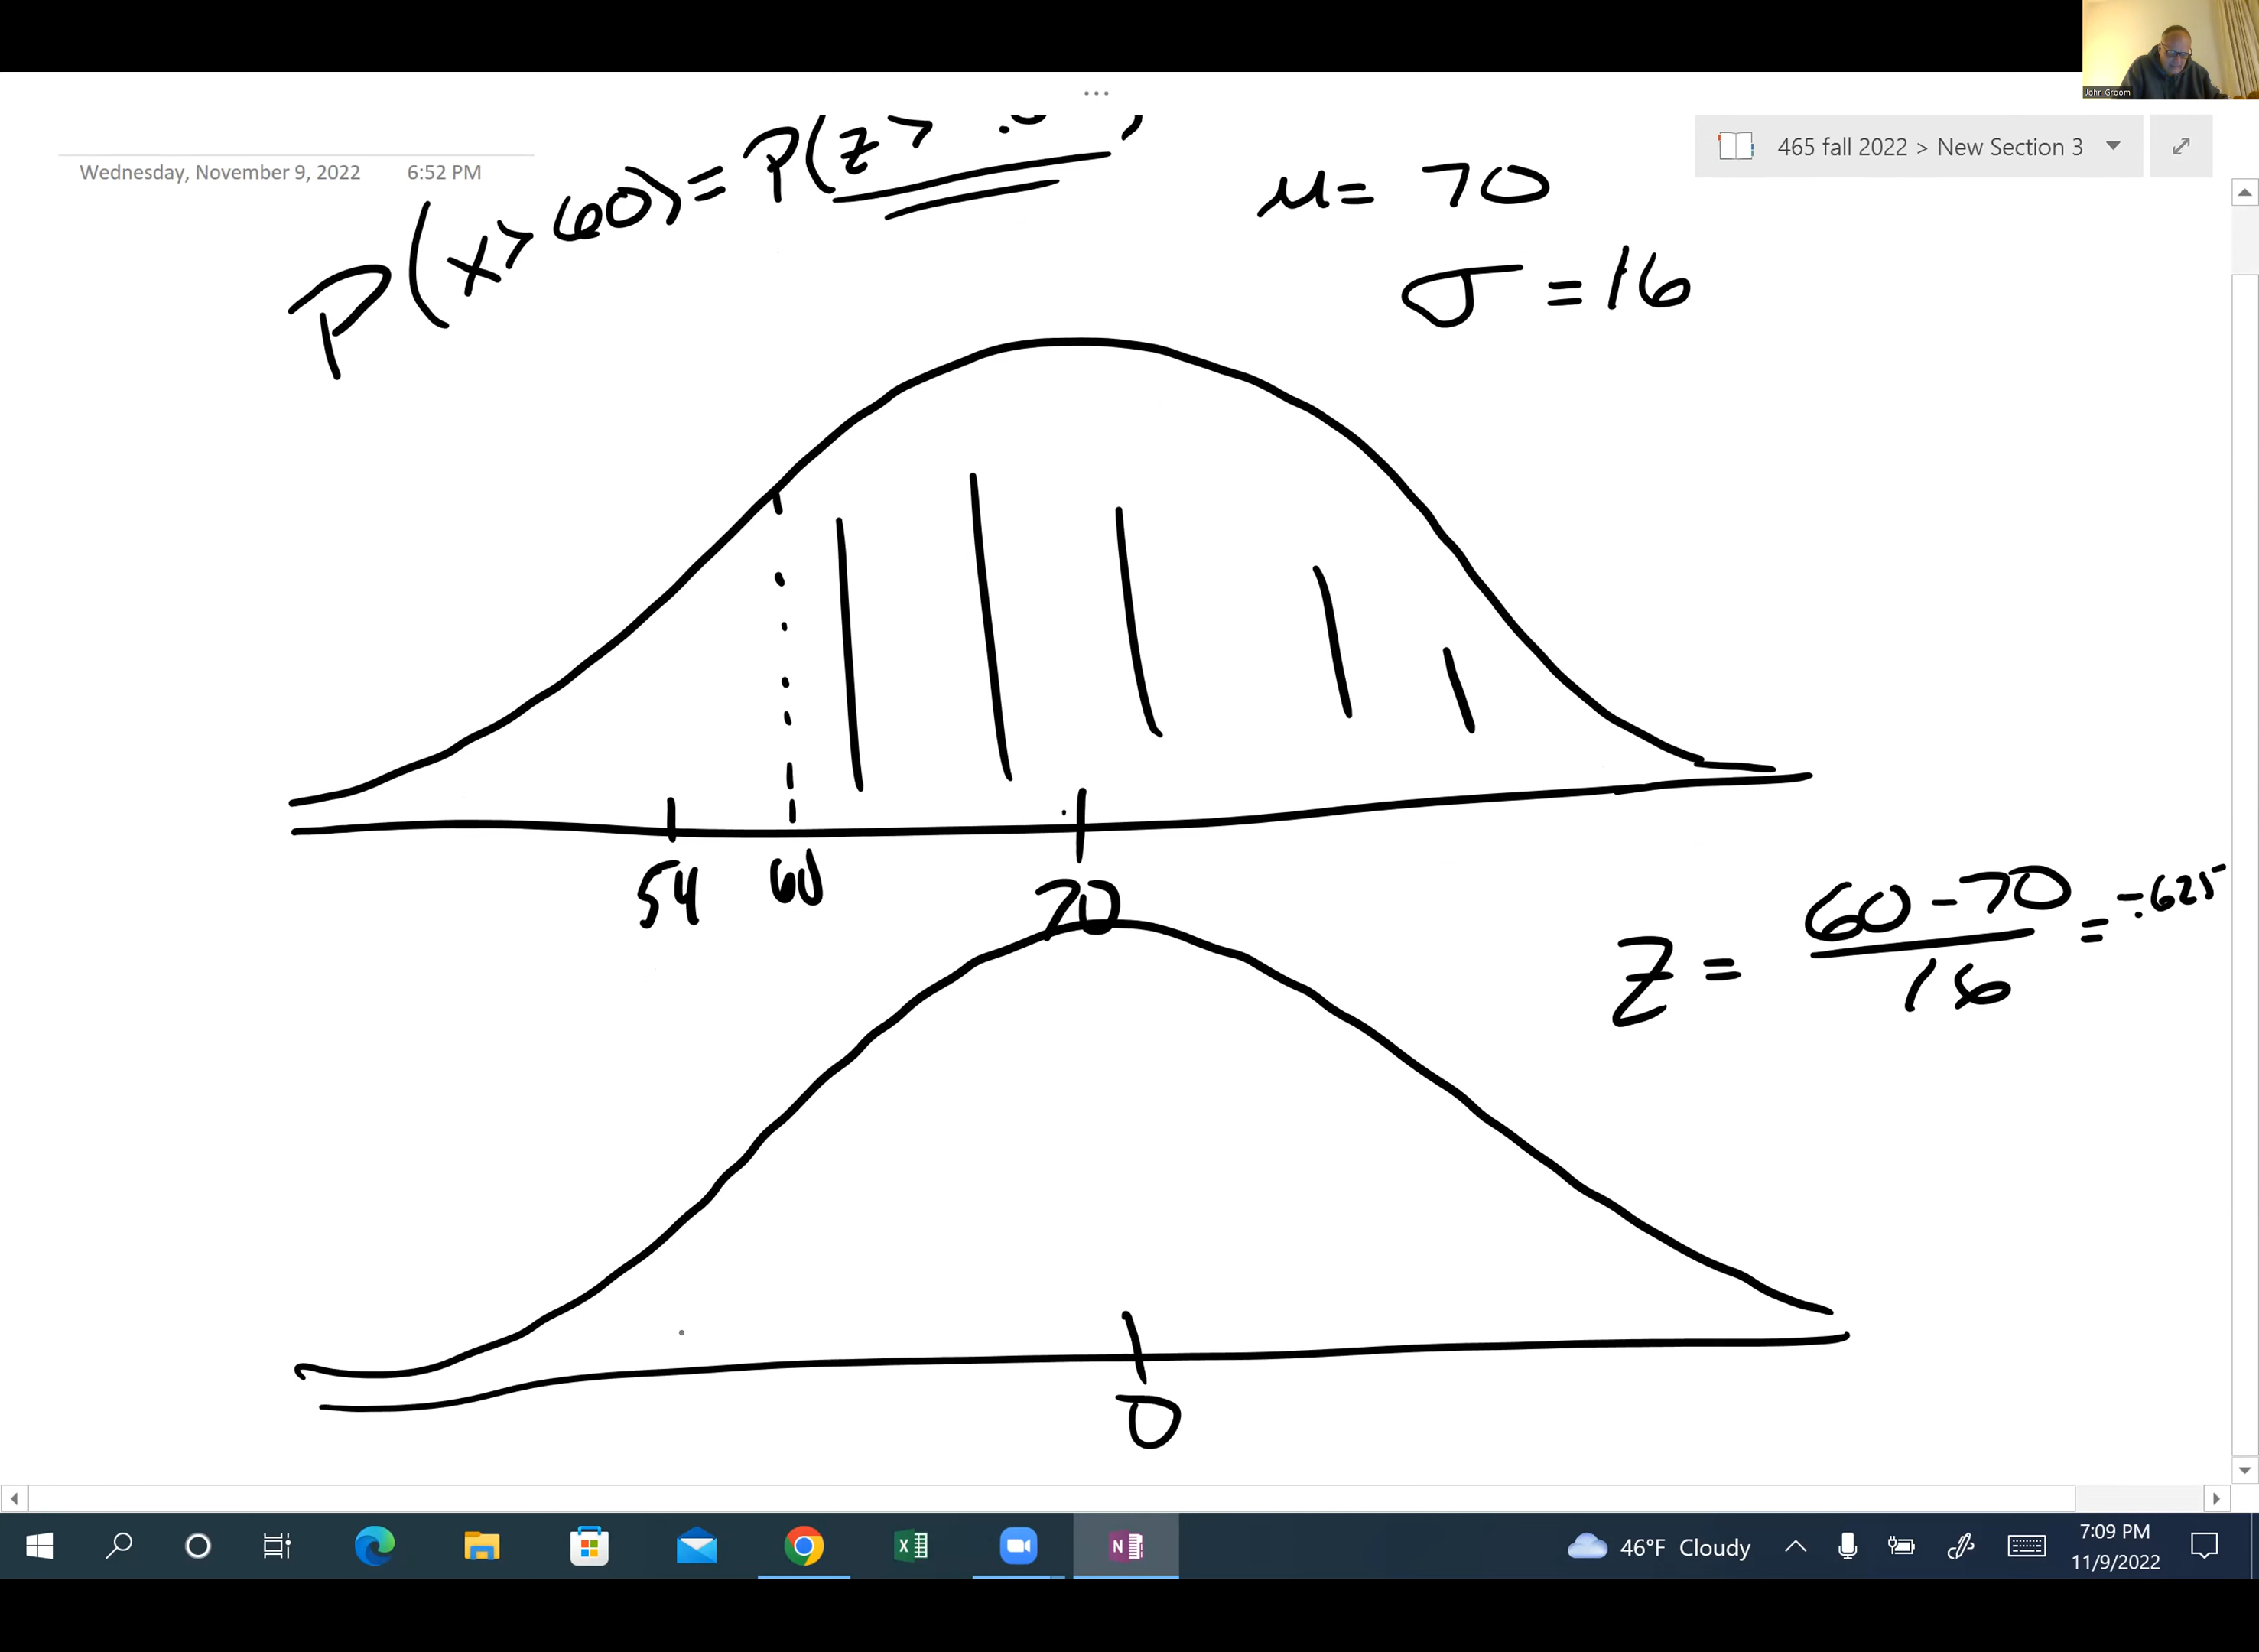 John Groom
465 fall 2022 > New Section 3
Wednesday, November 9, 2022 6:52 PM
P(x>60)=P(z>
μ= 70
σ=16
54 60 70
z = 60-70 / 16 = -.625
0
46°F Cloudy
7:09 PM
11/9/2022